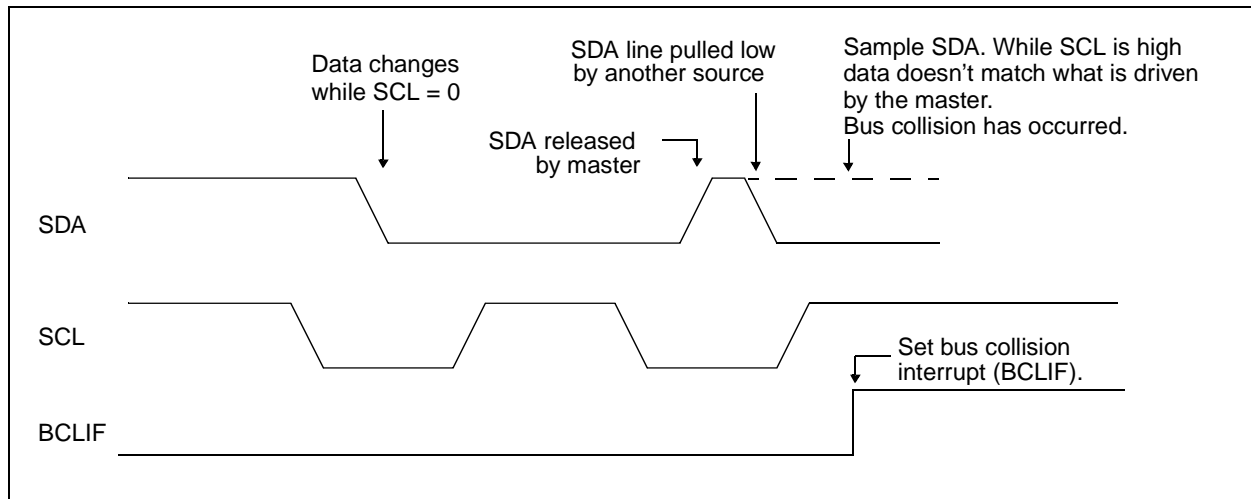 Data changes
while SCL = 0
SDA line pulled low
by another source
Sample SDA. While SCL is high
data doesn't match what is driven
by the master.
Bus collision has occurred.
SDA released
by master
SDA
SCL
Set bus collision
interrupt (BCLIF).
BCLIF